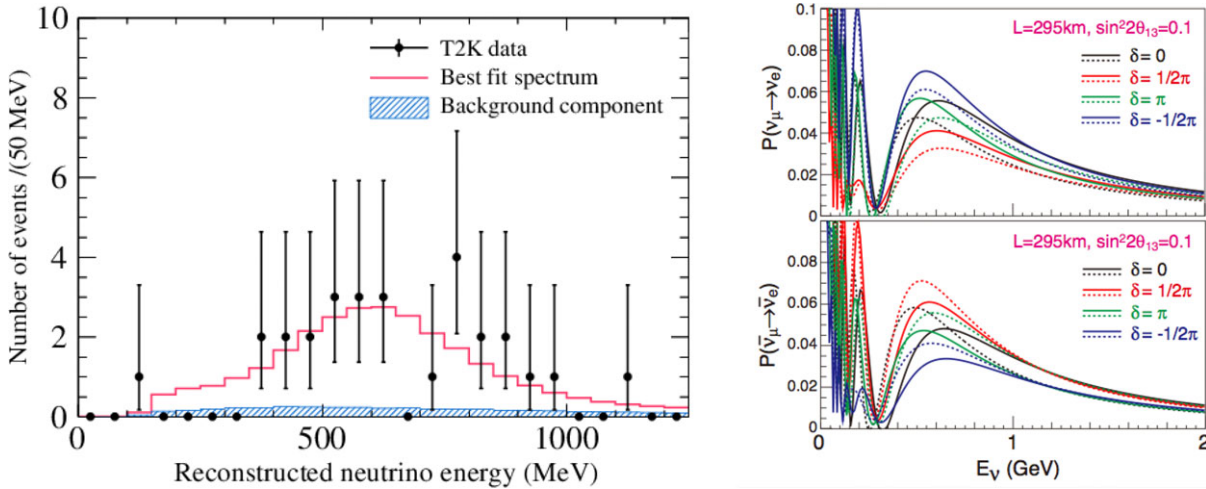 10
8
6
4
2
0
Number of events /(50 MeV)
T2K data
Best fit spectrum
Background component
0 500 1000
Reconstructed neutrino energy (MeV)
0.1
0.08
0.06
0.04
0.02
0
P(νμ→νe)
L=295km, sin²2θ₁₃=0.1
δ = 0
δ = 1/2π
δ = π
δ = -1/2π
0.1
0.08
0.06
0.04
0.02
P(ν̄μ→ν̄e)
L=295km, sin²2θ₁₃=0.1
δ = 0
δ = 1/2π
δ = π
δ = -1/2π
0 1 2
Eν (GeV)